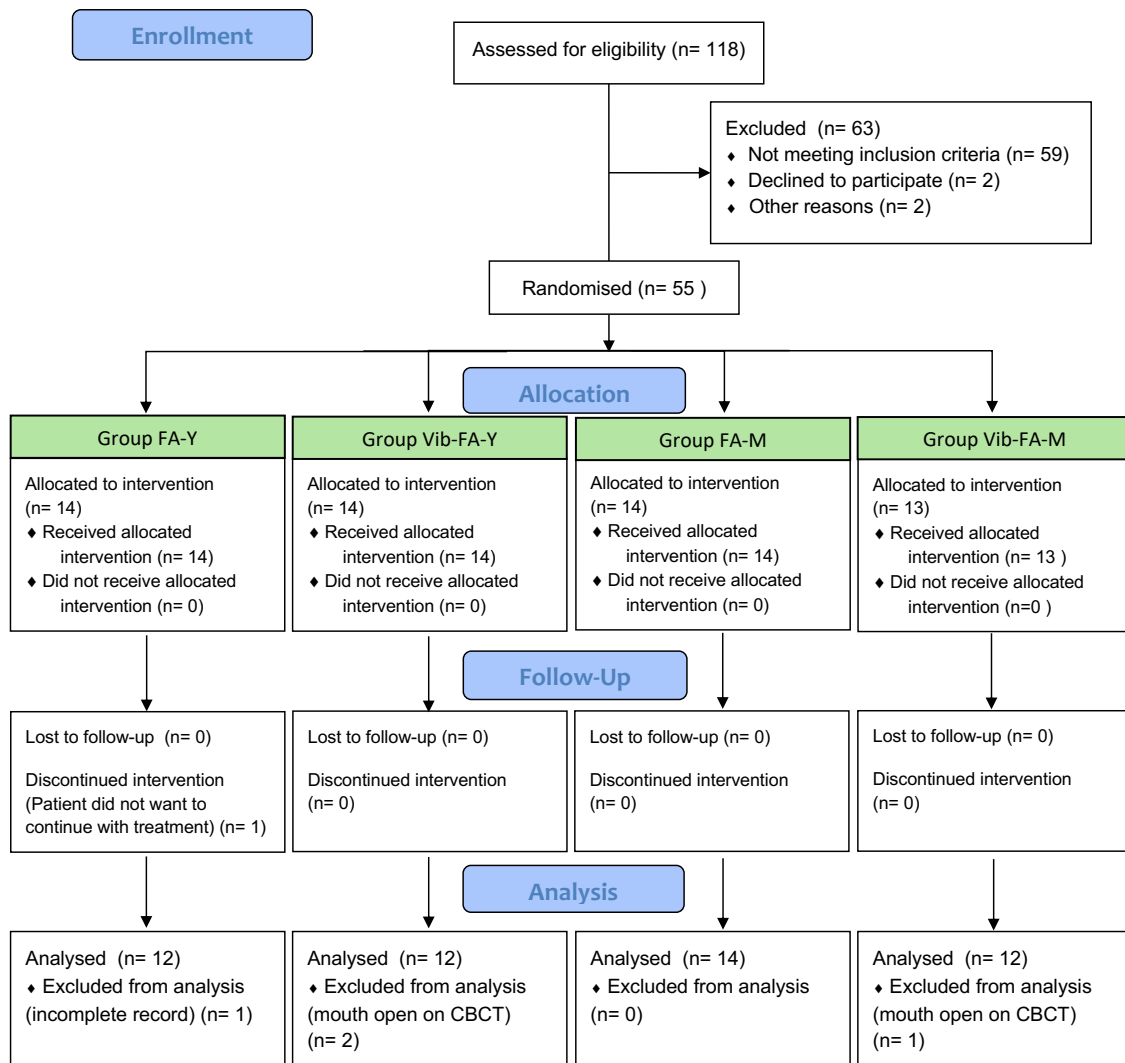 Enrollment
Assessed for eligibility (n= 118)
Excluded (n= 63)
♦ Not meeting inclusion criteria (n= 59)
♦ Declined to participate (n= 2)
♦ Other reasons (n= 2)
Randomised (n= 55 )
Allocation
Group FA-Y
Allocated to intervention
(n= 14)
♦ Received allocated
intervention (n= 14)
♦ Did not receive allocated
intervention (n= 0)
Group Vib-FA-Y
Allocated to intervention
(n= 14)
♦ Received allocated
intervention (n= 14)
♦ Did not receive allocated
intervention (n= 0)
Group FA-M
Allocated to intervention
(n= 14)
♦ Received allocated
intervention (n= 14)
♦ Did not receive allocated
intervention (n= 0)
Group Vib-FA-M
Allocated to intervention
(n= 13)
♦ Received allocated
intervention (n= 13 )
♦ Did not receive allocated
intervention (n=0 )
Follow-Up
Lost to follow-up (n= 0)
Discontinued intervention
(Patient did not want to
continue with treatment) (n= 1)
Lost to follow-up (n= 0)
Discontinued intervention
(n= 0)
Lost to follow-up (n= 0)
Discontinued intervention
(n= 0)
Lost to follow-up (n= 0)
Discontinued intervention
(n= 0)
Analysis
Analysed (n= 12)
♦ Excluded from analysis
(incomplete record) (n= 1)
Analysed (n= 12)
♦ Excluded from analysis
(mouth open on CBCT)
(n= 2)
Analysed (n= 14)
♦ Excluded from analysis
(n= 0)
Analysed (n= 12)
♦ Excluded from analysis
(mouth open on CBCT)
(n= 1)